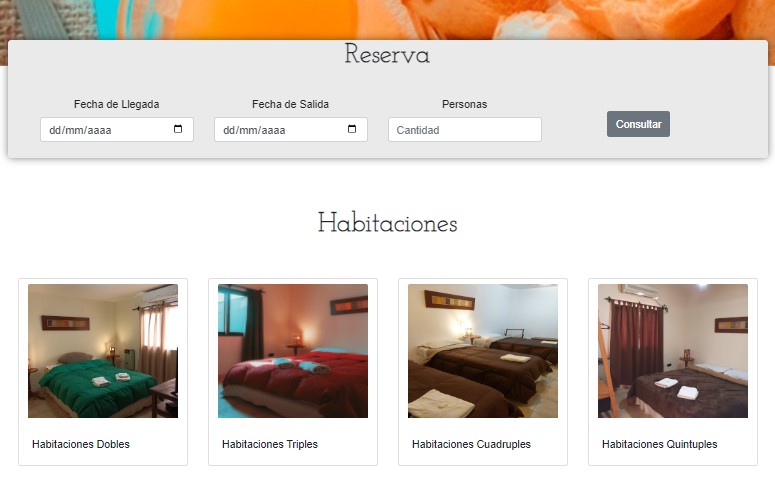 Reserva
Fecha de Llegada
Fecha de Salida
Personas
dd/mm/aaaa
dd/mm/aaaa
Cantidad
Consultar
Habitaciones
Habitaciones Dobles
Habitaciones Triples
Habitaciones Cuadruples
Habitaciones Quintuples